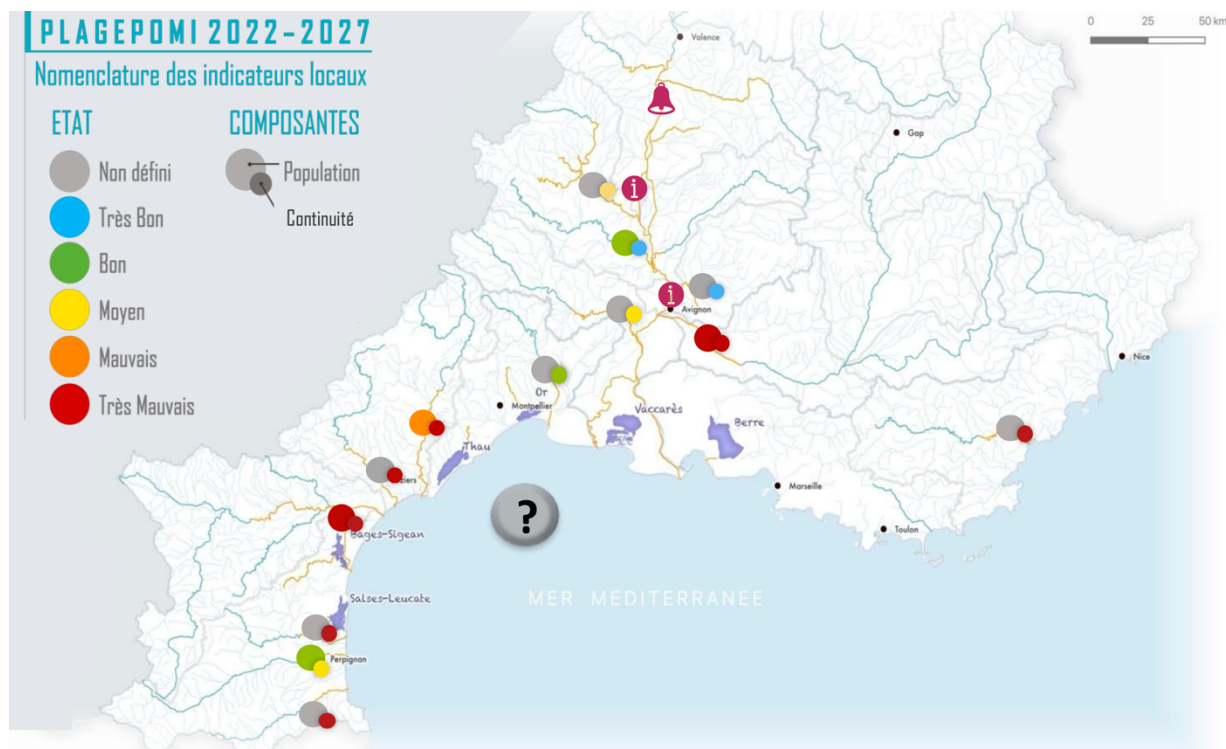 PLAGEPOMI 2022-2027
Nomenclature des indicateurs locaux
ETAT
COMPOSANTES
Non défini
Très Bon
Bon
Moyen
Mauvais
Très Mauvais
Population
Continuité
0 25 50 km
Valence
Gap
i
i
Avignon
Nice
Or
Montpellier
Vaccarès
Berre
Thau
Marseille
ziers
?
Toulon
Bages-Sigean
Salses-Leucate
MER MEDITERRANEE
Perpignan